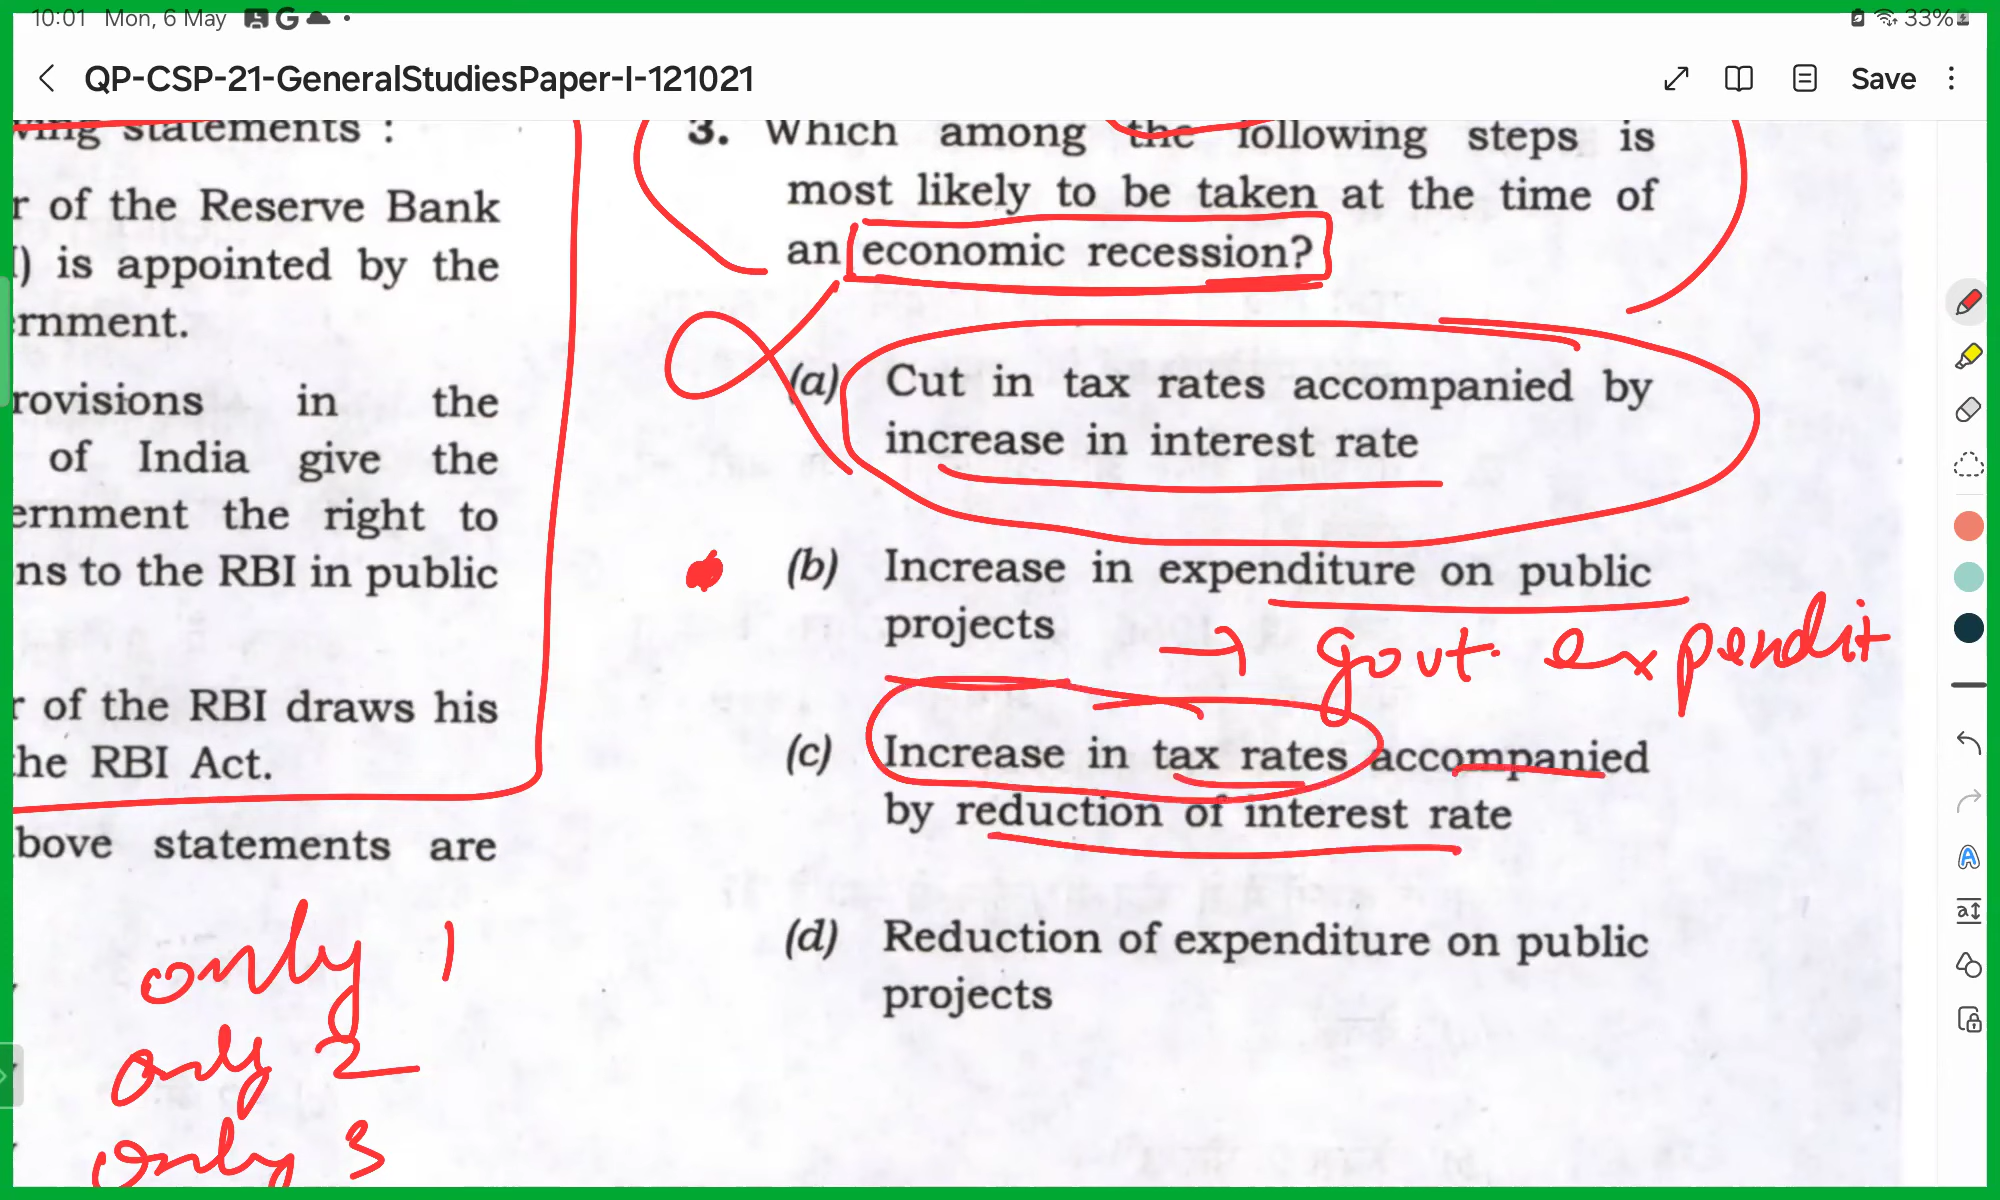 10:01 Mon, 6 May
33%
QP-CSP-21-GeneralStudiesPaper-I-121021
Save
statements :
r of the Reserve Bank
) is appointed by the
rnment.
rovisions in the
of India give the
ernment the right to
ns to the RBI in public
r of the RBI draws his
the RBI Act.
bove statements are
only 1
only 2
only 3
3. Which among the following steps is
most likely to be taken at the time of
an economic recession?
(a) Cut in tax rates accompanied by
increase in interest rate
(b) Increase in expenditure on public
projects
govt. expendit
(c) Increase in tax rates accompanied
by reduction of interest rate
(d) Reduction of expenditure on public
projects